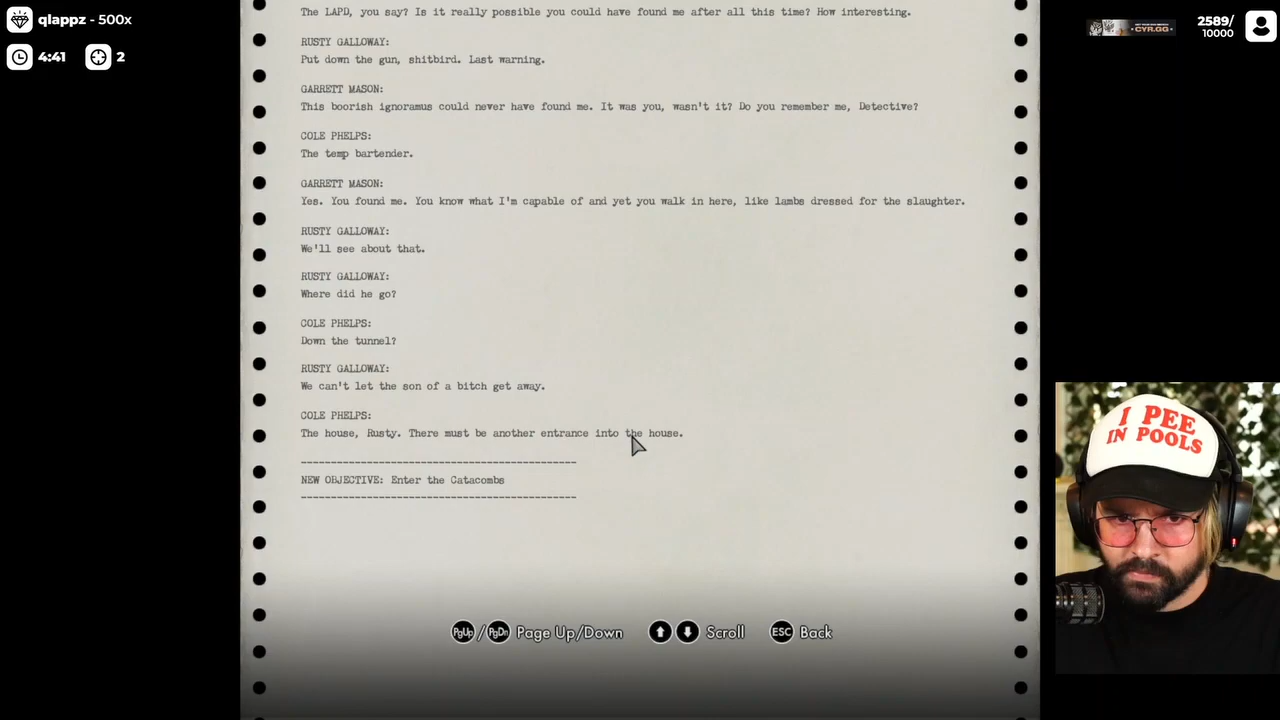 qlappz - 500x
4:41
2
CYR.GG
2589/
10000
The LAPD, you say? Is it really possible you could have found me after all this time? How interesting.
RUSTY GALLOWAY:
Put down the gun, shitbird. Last warning.
GARRETT MASON:
This boorish ignoramus could never have found me. It was you, wasn't it? Do you remember me, Detective?
COLE PHELPS:
The temp bartender.
GARRETT MASON:
Yes. You found me. You know what I'm capable of and yet you walk in here, like lambs dressed for the slaughter.
RUSTY GALLOWAY:
We'll see about that.
RUSTY GALLOWAY:
Where did he go?
COLE PHELPS:
Down the tunnel?
RUSTY GALLOWAY:
We can't let the son of a bitch get away.
COLE PHELPS:
The house, Rusty. There must be another entrance into the house.
NEW OBJECTIVE: Enter the Catacombs
PgUp / PgDn Page Up/Down Scroll ESC Back
I PEE
IN POOLS